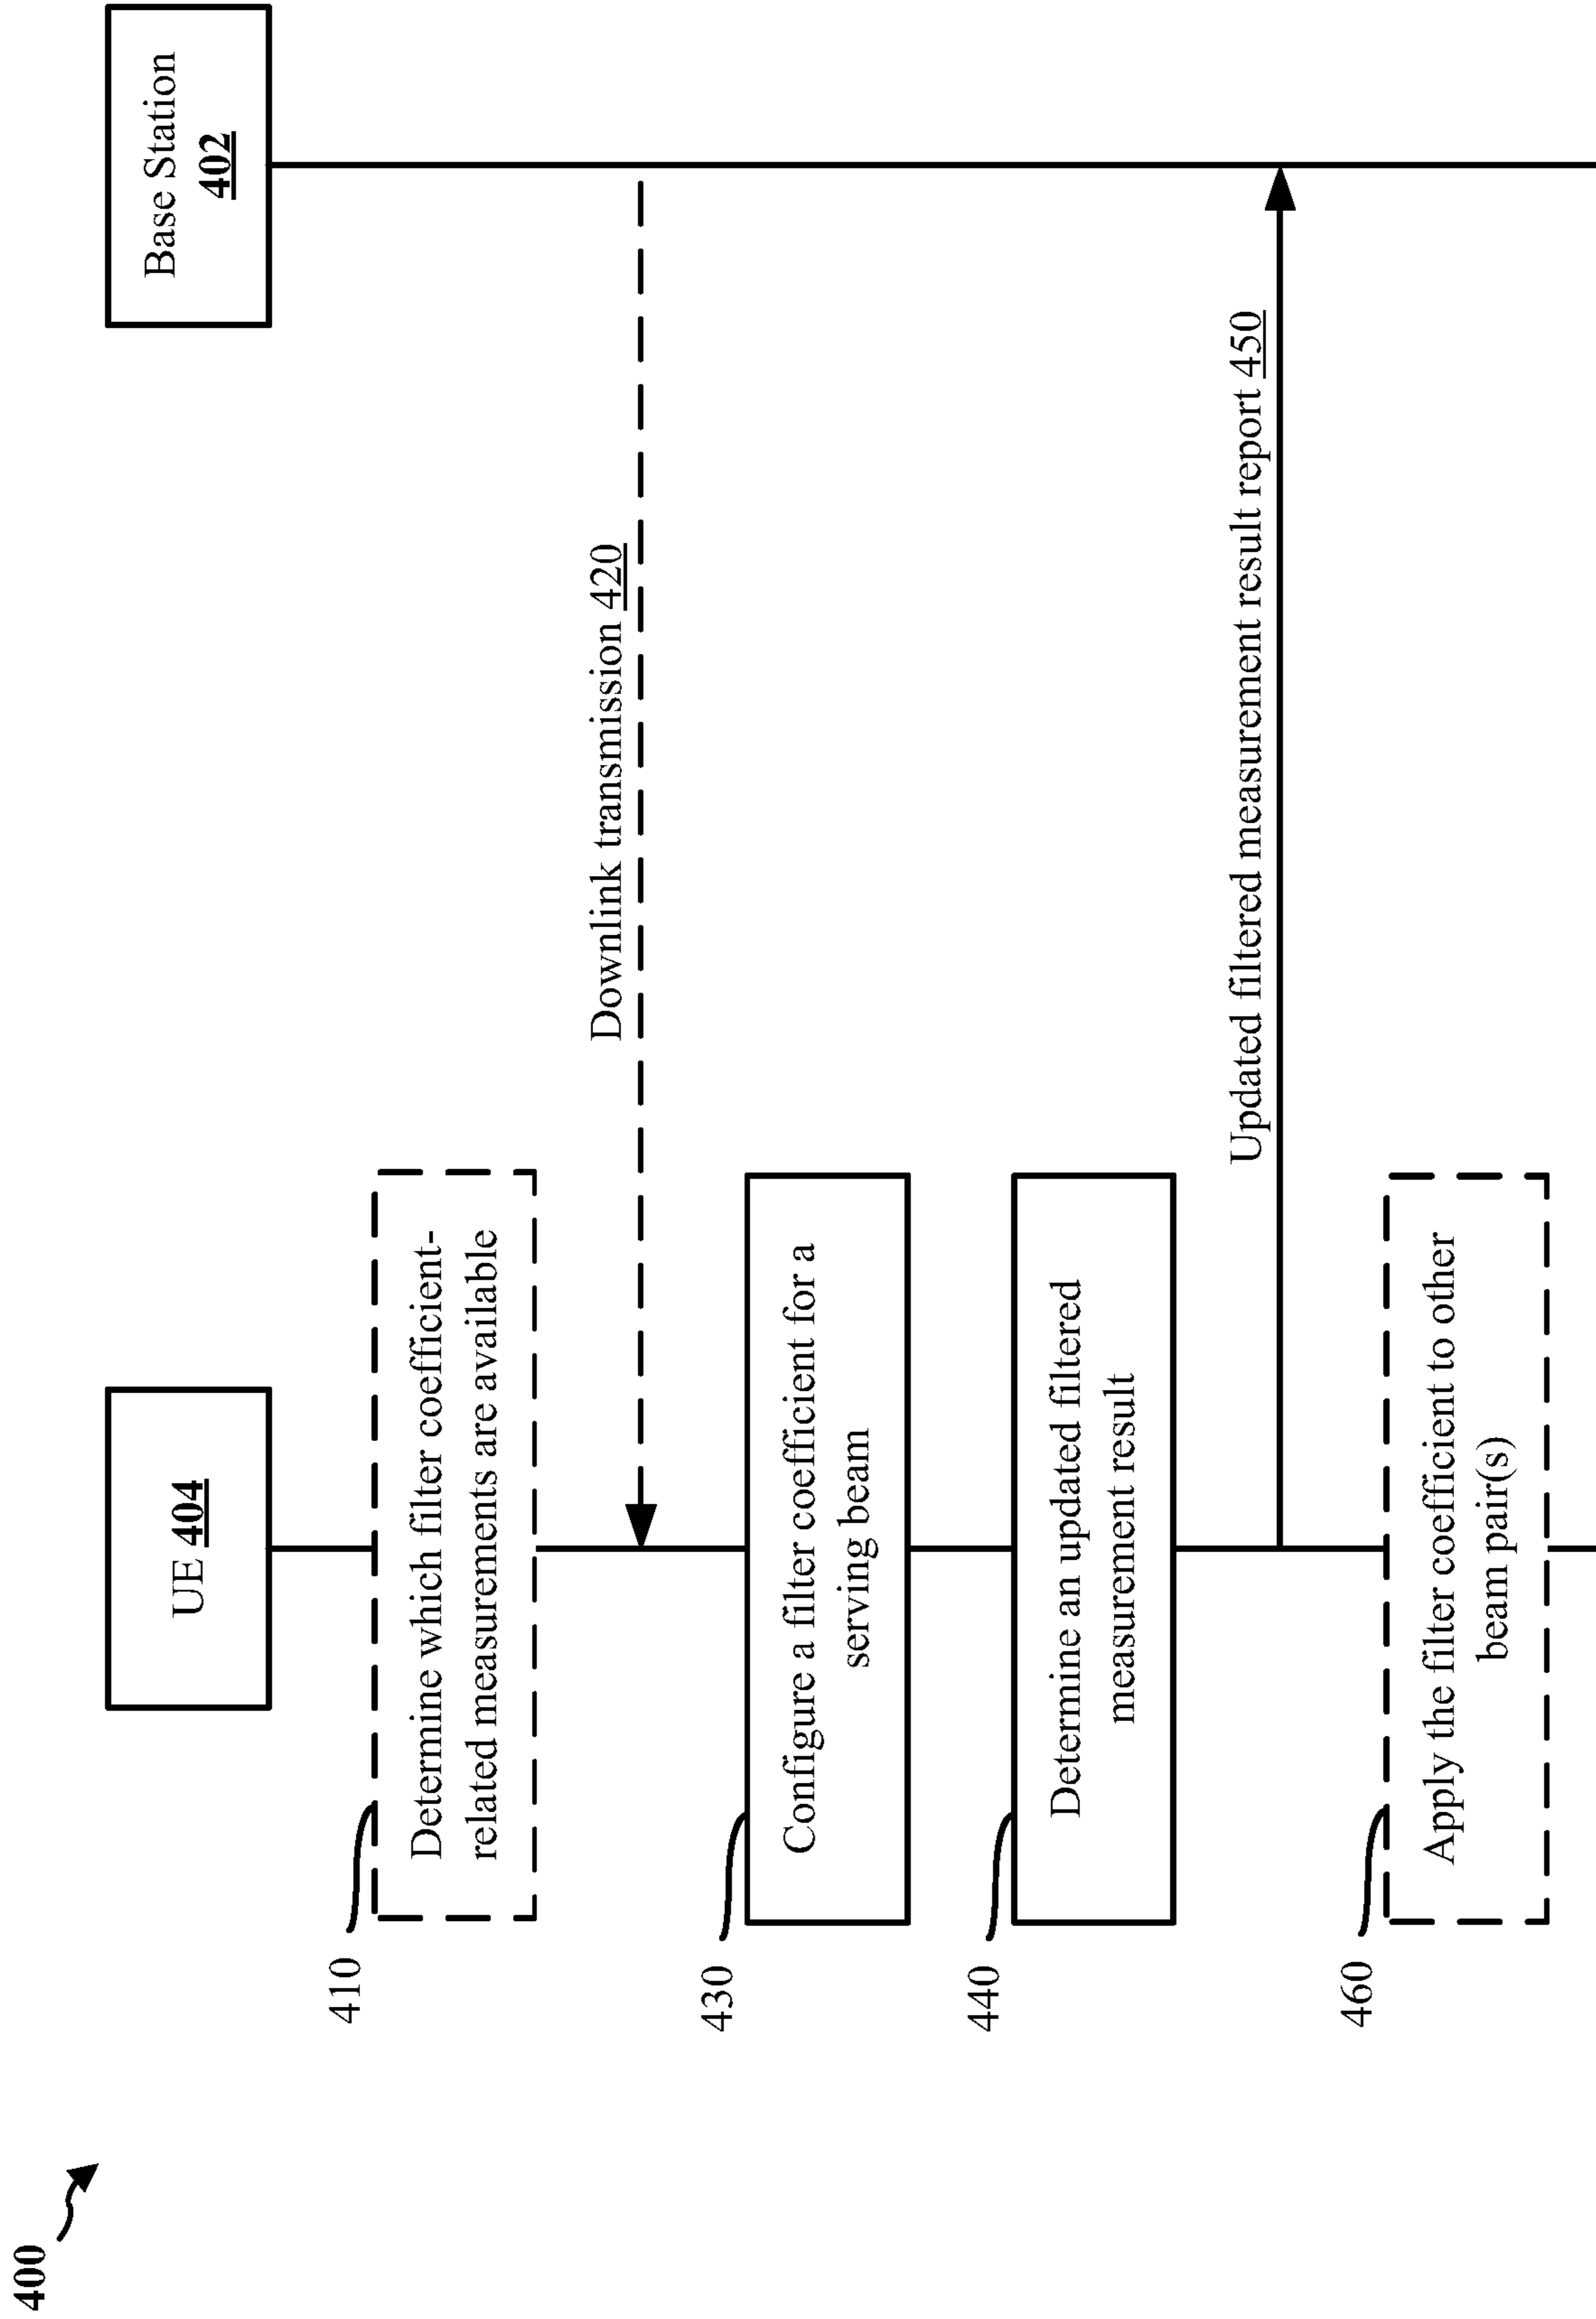 400
UE 404
Base Station
402
410
Determine which filter coefficient-
related measurements are available
Downlink transmission 420
430
Configure a filter coefficient for a
serving beam
440
Determine an updated filtered
measurement result
Updated filtered measurement result report 450
460
Apply the filter coefficient to other
beam pair(s)